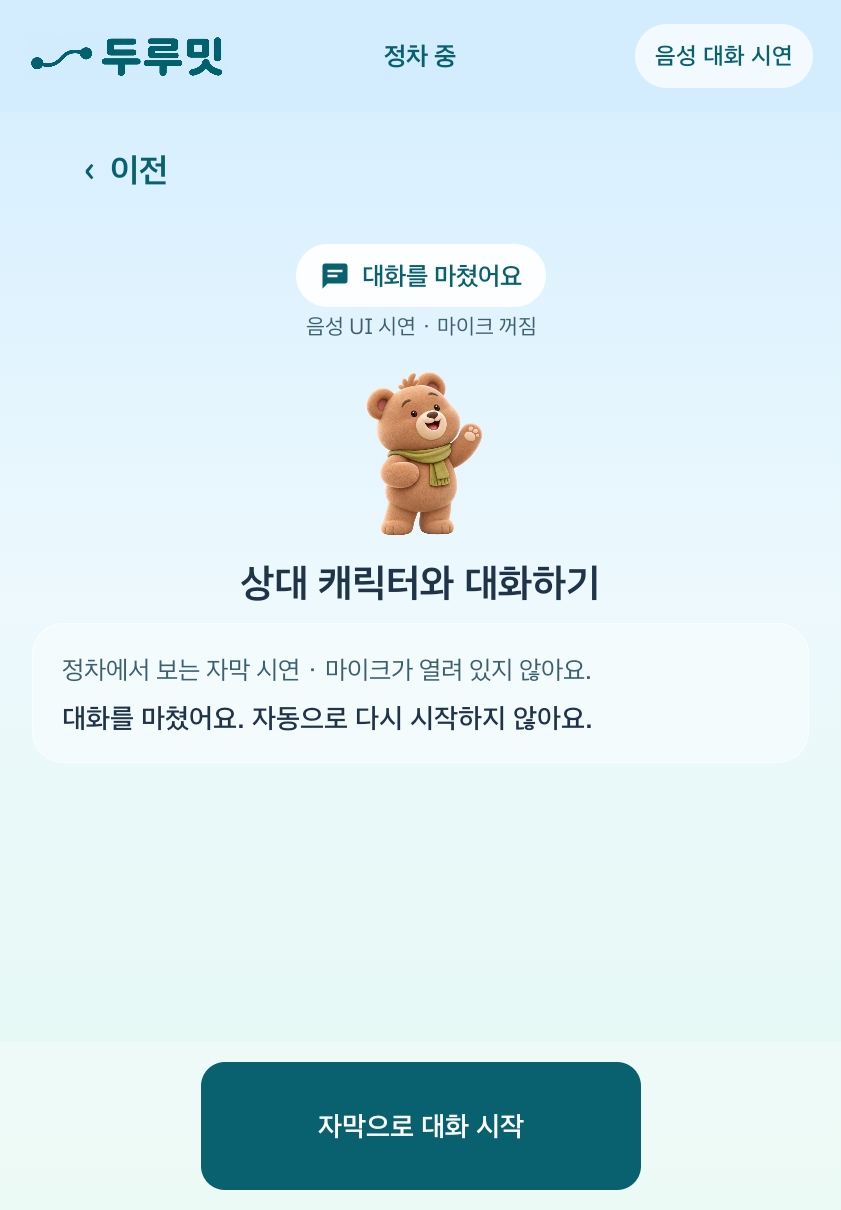 두루밋
정차 중
음성 대화 시연
‹ 이전
대화를 마쳤어요
음성 UI 시연 · 마이크 꺼짐
상대 캐릭터와 대화하기
정차에서 보는 자막 시연 · 마이크가 열려 있지 않아요.
대화를 마쳤어요. 자동으로 다시 시작하지 않아요.
자막으로 대화 시작